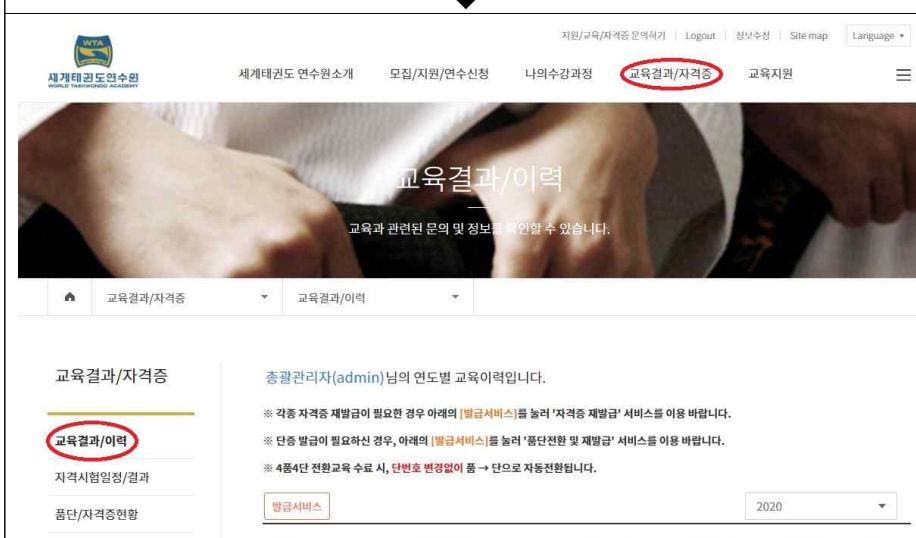 지원/교육/자격증 문의하기 | Logout | 정보수정 | Site map Language
WTA
세계태권도연수원
WORLD TAEKWONDO ACADEMY
세계태권도 연수원소개 모집/지원/연수신청 나의수강과정 교육결과/자격증 교육지원
교육결과/이력
교육과 관련된 문의 및 정보를 확인할 수 있습니다.
교육결과/자격증 교육결과/이력
교육결과/자격증
총괄관리자(admin)님의 연도별 교육이력입니다.
※ 각종 자격증 재발급이 필요한 경우 아래의 [발급서비스]를 눌러 '자격증 재발급' 서비스를 이용 바랍니다.
교육결과/이력
※ 단증 발급이 필요하신 경우, 아래의 [발급서비스]를 눌러 '품단전환 및 재발급' 서비스를 이용 바랍니다.
자격시험일정/결과
※ 4품4단 전환교육 수료 시, 단번호 변경없이 품 → 단으로 자동전환됩니다.
품단/자격증현황
발급서비스 2020